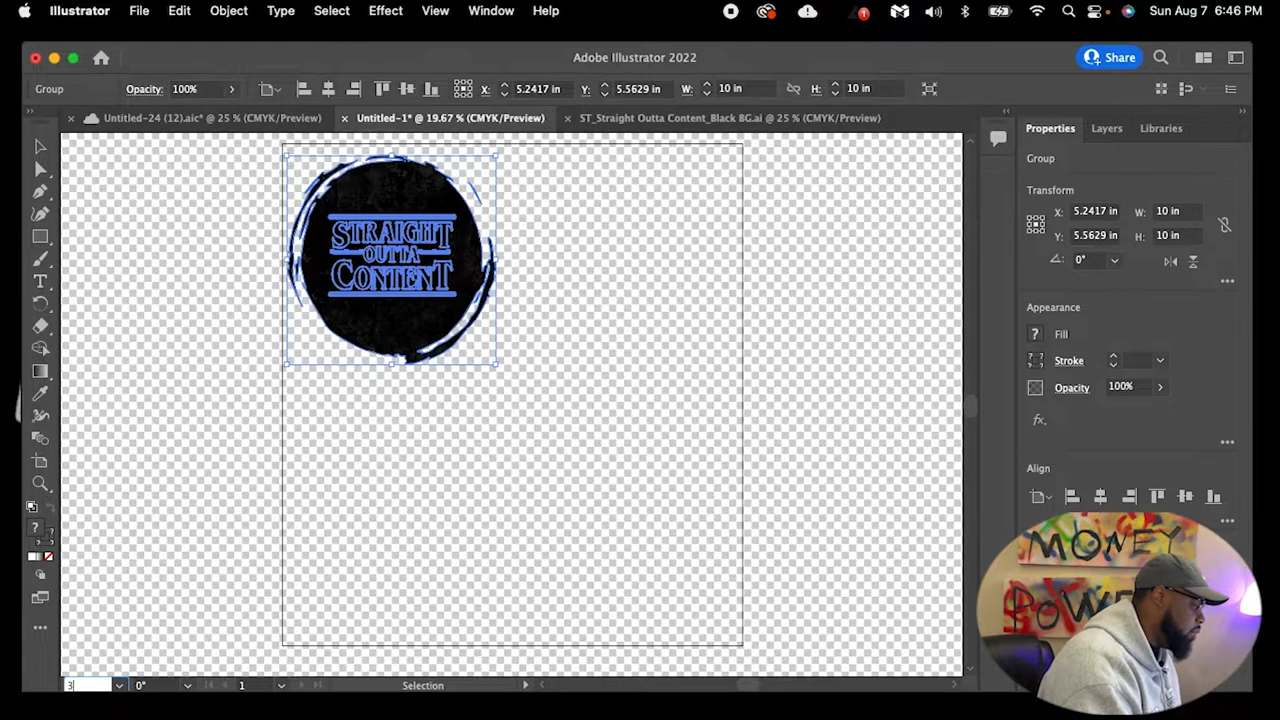 Illustrator File Edit Object Type Select Effect View Window Help
1
Sun Aug 7 6:46 PM
Adobe Illustrator 2022
Share
Group
Opacity: 100%
X: 5.2417 in
Y: 5.5629 in
W: 10 in
H: 10 in
Untitled-24 (12).aic* @ 25 % (CMYK/Preview)
Untitled-1* @ 19.67 % (CMYK/Preview)
ST_Straight Outta Content_Black BG.ai @ 25 % (CMYK/Preview)
Properties Layers Libraries
Group
Transform
X: 5.2417 in W: 10 in
Y: 5.5629 in H: 10 in
0°
Appearance
? Fill
Stroke
Opacity 100%
fx.
Align
STRAIGHT
OUTTA
CONTENT
?
MONEY
POWE
3 0° 1 Selection